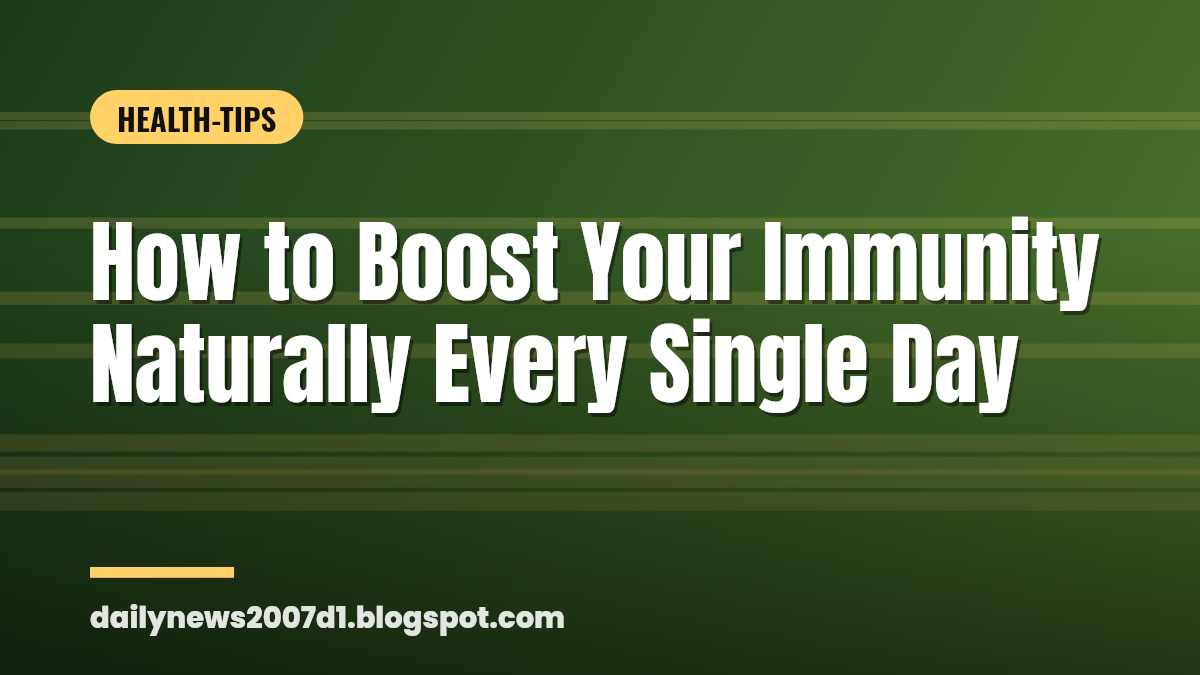 HEALTH-TIPS
How to Boost Your Immunity
Naturally Every Single Day
dailynews2007d1.blogspot.com